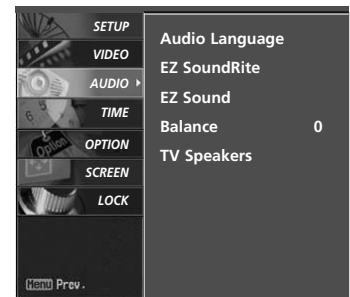 SETUP
VIDEO
AUDIO
TIME
OPTION
SCREEN
LOCK
Menu Prev.
Audio Language
EZ SoundRite
EZ Sound
Balance 0
TV Speakers
Option